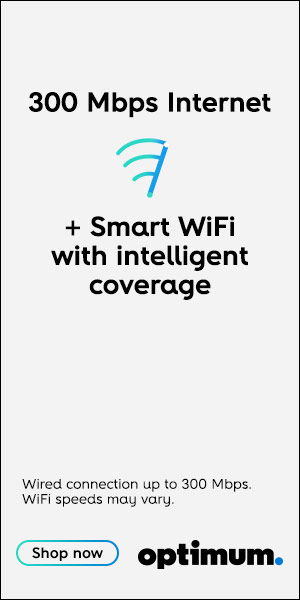 300 Mbps Internet
+ Smart WiFi
with intelligent
coverage
Wired connection up to 300 Mbps.
WiFi speeds may vary.
Shop now
optimum.